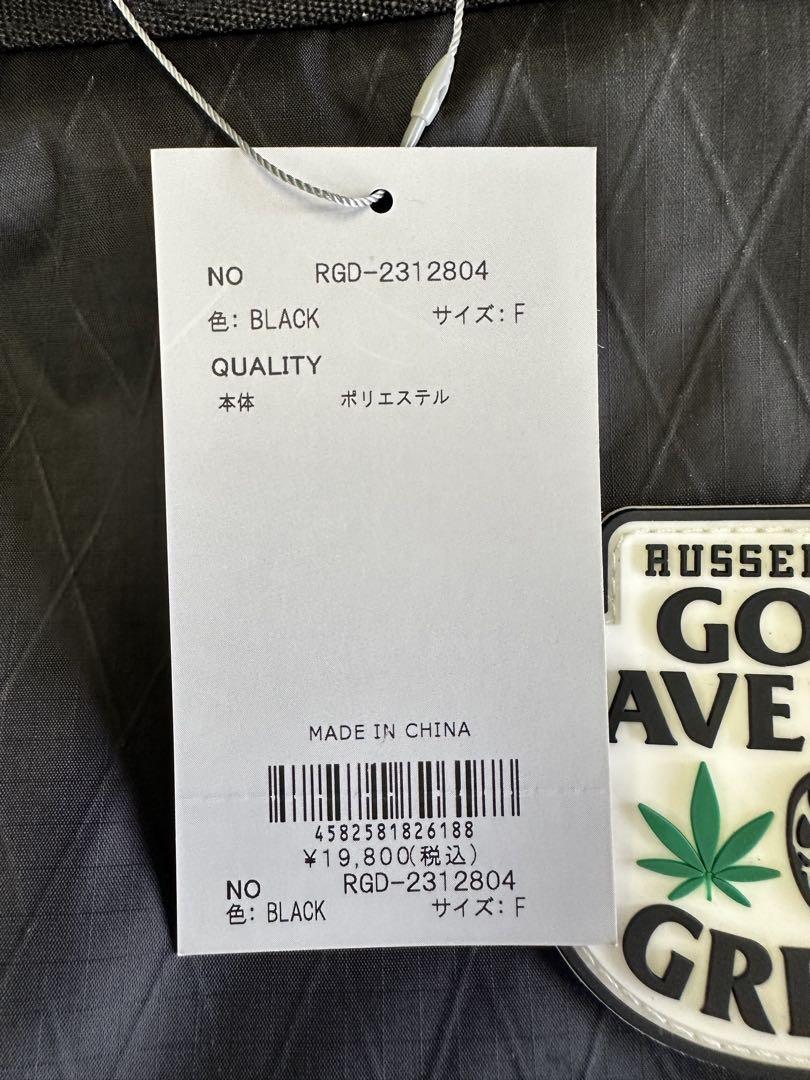 NO RGD-2312804
色: BLACK サイズ: F
QUALITY
本体 ポリエステル
MADE IN CHINA
4582581826188
¥19,800(税込)
NO RGD-2312804
色: BLACK サイズ: F
RUSSEL
GO
AVE
GRE